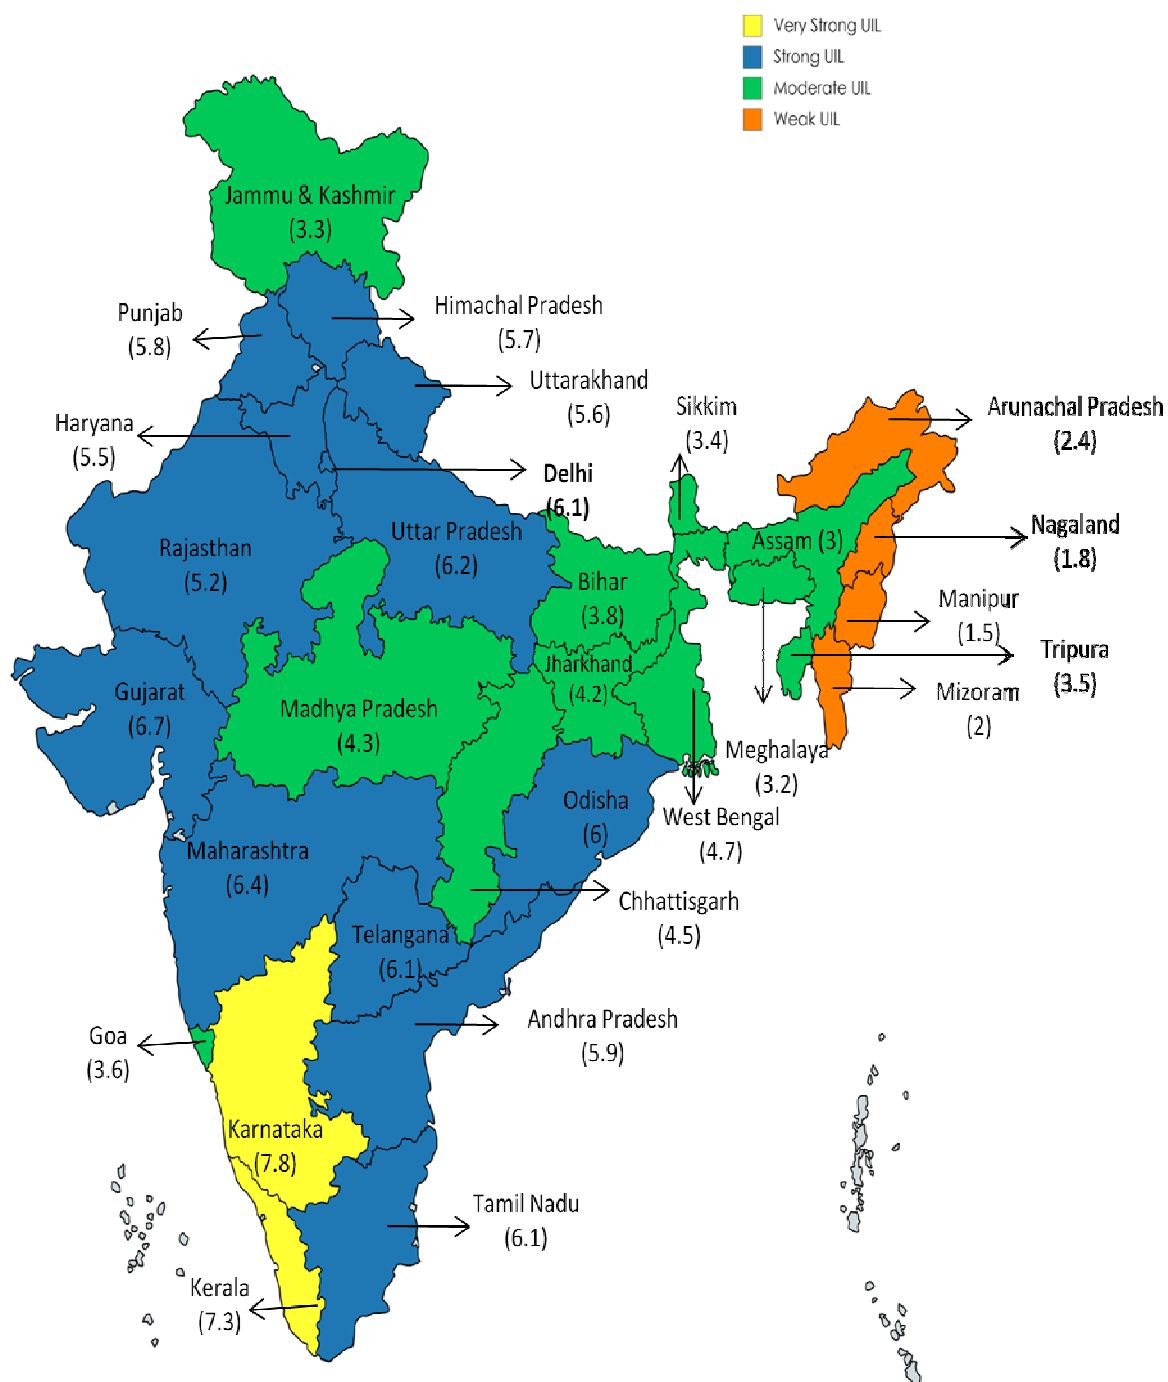 Very Strong UIL
Strong UIL
Moderate UIL
Weak UIL
Jammu & Kashmir
(3.3)
Punjab
(5.8)
Himachal Pradesh
(5.7)
Uttarakhand
(5.6)
Haryana
(5.5)
Delhi
(6.1)
Sikkim
(3.4)
Arunachal Pradesh
(2.4)
Rajasthan
(5.2)
Uttar Pradesh
(6.2)
Bihar
(3.8)
Assam (3)
Nagaland
(1.8)
Manipur
(1.5)
Tripura
(3.5)
Mizoram
(2)
Gujarat
(6.7)
Madhya Pradesh
(4.3)
Jharkhand
(4.2)
Meghalaya
(3.2)
West Bengal
(4.7)
Odisha
(6)
Maharashtra
(6.4)
Chhattisgarh
(4.5)
Telangana
(6.1)
Andhra Pradesh
(5.9)
Goa
(3.6)
Karnataka
(7.8)
Tamil Nadu
(6.1)
Kerala
(7.3)